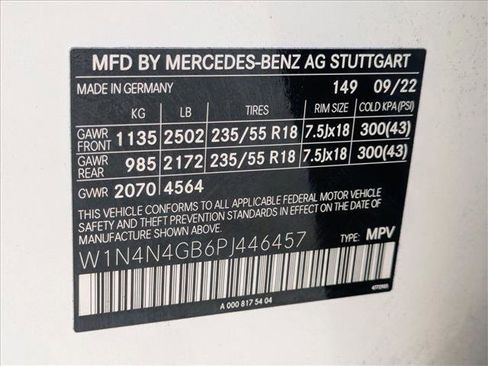 MFD BY MERCEDES-BENZ AG STUTTGART
MADE IN GERMANY 149 09/22
KG LB TIRES RIM SIZE COLD KPA(PSI)
GAWR FRONT 1135 2502 235/55 R18 7.5Jx18 300(43)
GAWR REAR 985 2172 235/55 R18 7.5Jx18 300(43)
GVWR 2070 4564
THIS VEHICLE CONFORMS TO ALL APPLICABLE FEDERAL MOTOR VEHICLE
SAFETY AND THEFT PREVENTION STANDARDS IN EFFECT ON THE DATE
OF MANUFACTURE SHOWN ABOVE.
W1N4N4GB6PJ446457 TYPE: MPV
A 000 817 54 04